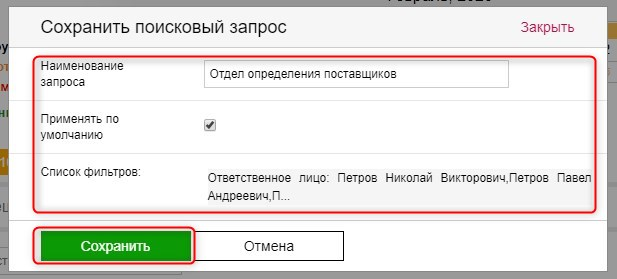 Сохранить поисковый запрос
Закрыть
Наименование
запроса
Отдел определения поставщиков
Применять по
умолчанию
Список фильтров:
Ответственное лицо: Петров Николай Викторович,Петров Павел
Андреевич,П...
Сохранить
Отмена